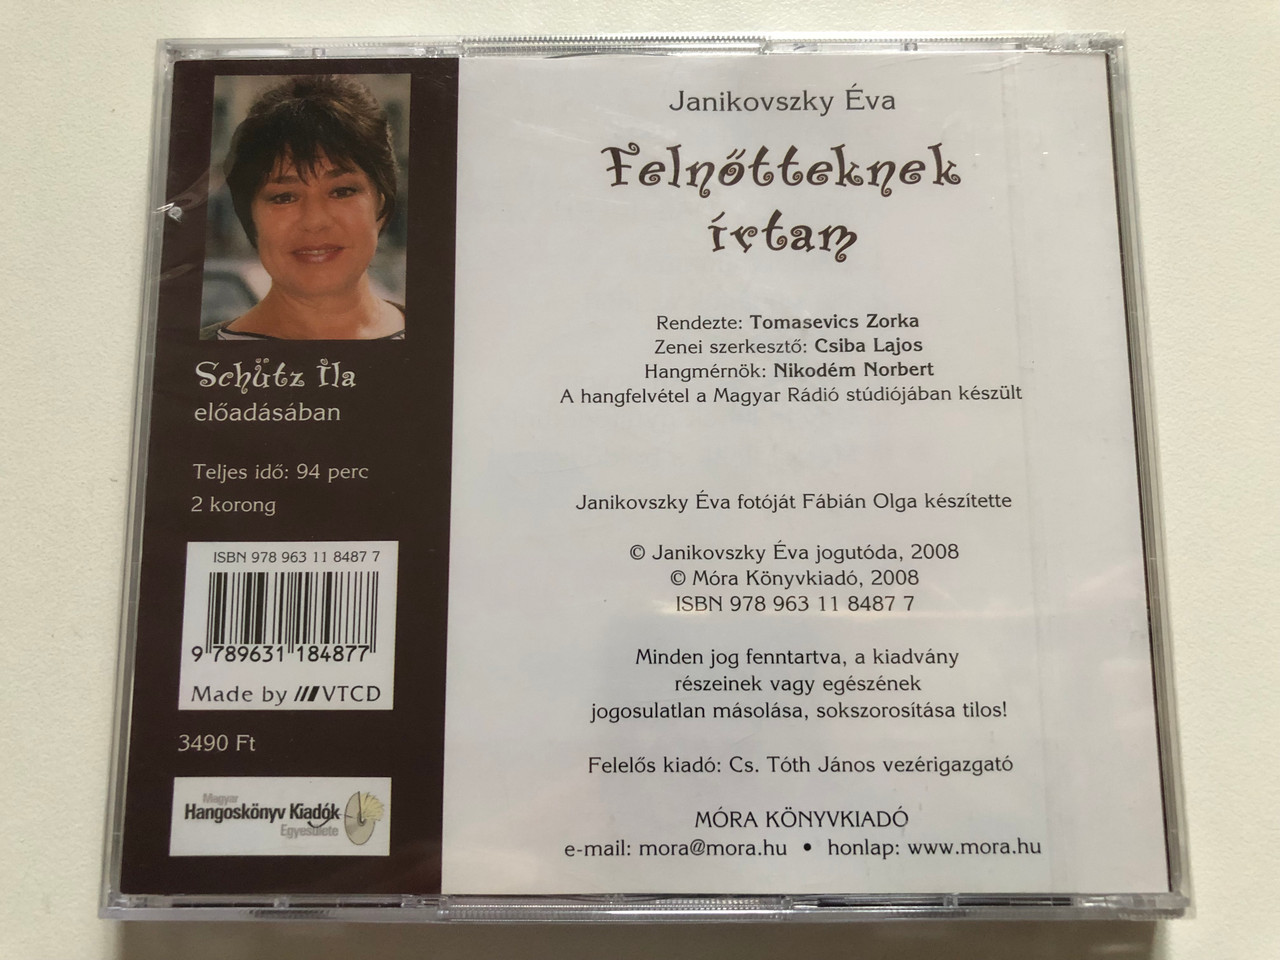 Schütz Ila
előadásában
Teljes idő: 94 perc
2 korong
ISBN 978 963 11 8487 7
9 789631 184877
Made by VTCD
3490 Ft
Magyar
Hangoskönyv Kiadók
Egyesülete
Janikovszky Éva
Felnőtteknek
írtam
Rendezte: Tomasevics Zorka
Zenei szerkesztő: Csiba Lajos
Hangmérnök: Nikodém Norbert
A hangfelvétel a Magyar Rádió stúdiójában készült
Janikovszky Éva fotóját Fábián Olga készítette
© Janikovszky Éva jogutóda, 2008
© Móra Könyvkiadó, 2008
ISBN 978 963 11 8487 7
Minden jog fenntartva, a kiadvány
részeinek vagy egészének
jogosulatlan másolása, sokszorosítása tilos!
Felelős kiadó: Cs. Tóth János vezérigazgató
MÓRA KÖNYVKIADÓ
e-mail: mora@mora.hu • honlap: www.mora.hu